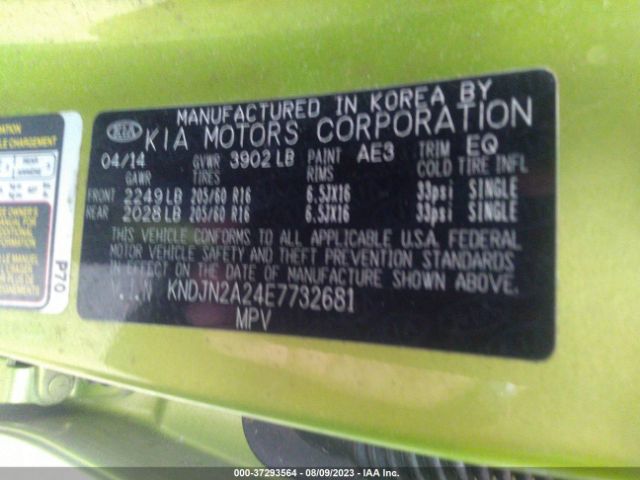 MANUFACTURED IN KOREA BY
KIA KIA MOTORS CORPORATION
04/14 GVWR 3902 LB PAINT AE3 TRIM EQ
GAWR TIRES RIMS COLD TIRE INFL
FRONT 2249 LB 205/60 R16 6.5JX16 33psi SINGLE
REAR 2028 LB 205/60 R16 6.5JX16 33psi SINGLE
THIS VEHICLE CONFORMS TO ALL APPLICABLE U.S.A. FEDERAL
MOTOR VEHICLE SAFETY AND THEFT PREVENTION STANDARDS
IN EFFECT ON THE DATE OF MANUFACTURE SHOWN ABOVE.
V.I.N KNDJN2A24E7732681
MPV
P70
000-37293564 - 08/09/2023 - IAA Inc.